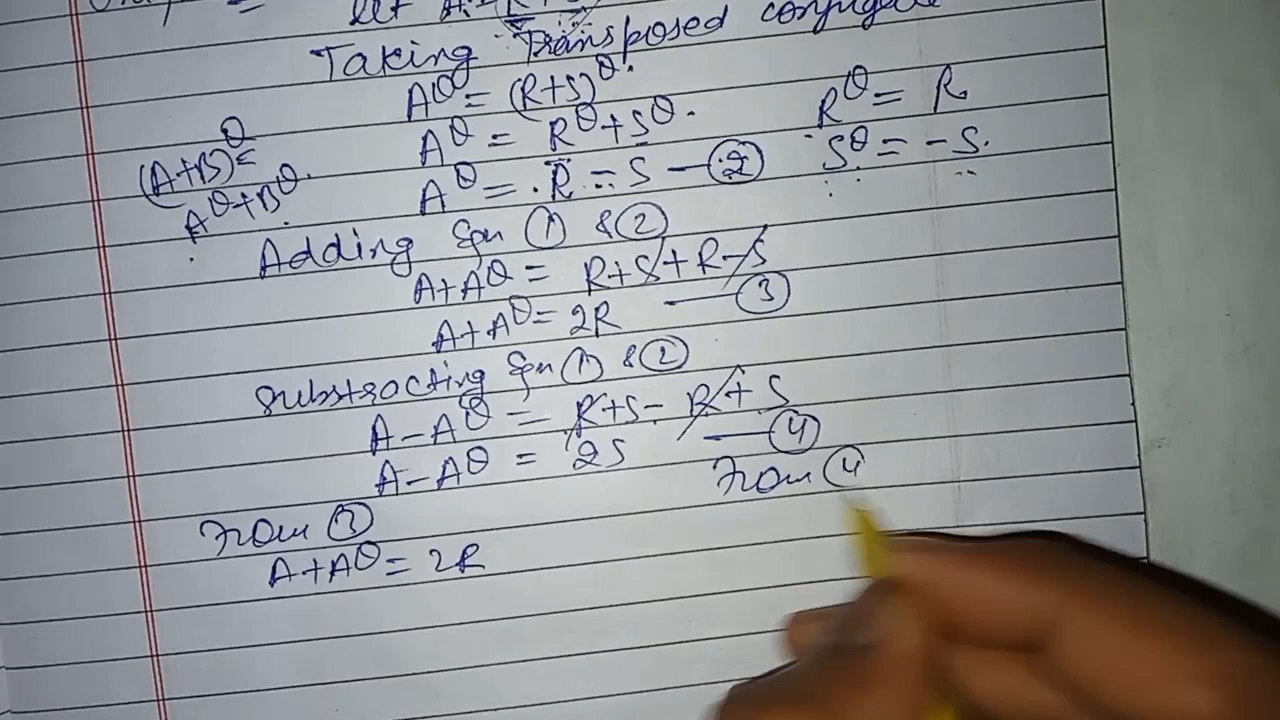 let A = R + S
Taking Transposed conjugate
A^θ = (R+S)^θ.
A^θ = R^θ + S^θ.
R^θ = R
(A+B)^θ =
A^θ + B^θ.
A^θ = R - S — ②
S^θ = -S.
Adding Eqn ① & ②
A + A^θ = R + S + R - S
A + A^θ = 2R — ③
Substracting Eqn ① & ②
A - A^θ = R + S - R + S
A - A^θ = 2S — ④
From ③
A + A^θ = 2R
From ④